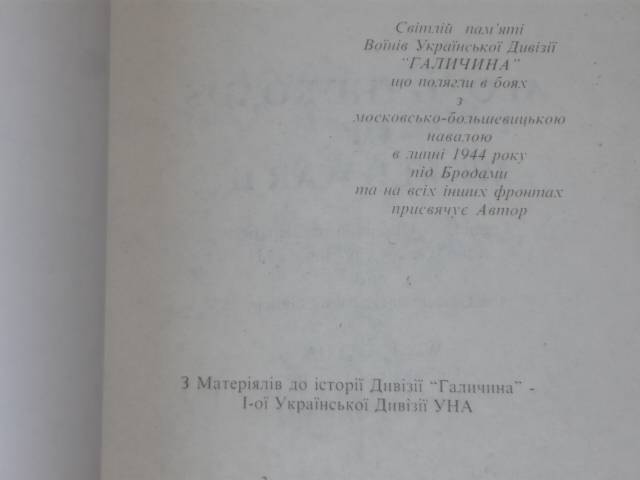 Світлій пам'яті
Воїнів Української Дивізії
"ГАЛИЧИНА"
що полягли в боях
з
московсько-большевицькою
навалою
в липні 1944 року
під Бродами
та на всіх інших фронтах
присвячує Автор
З Матеріялів до історії Дивізії “Галичина” -
І-ої Української Дивізії УНА